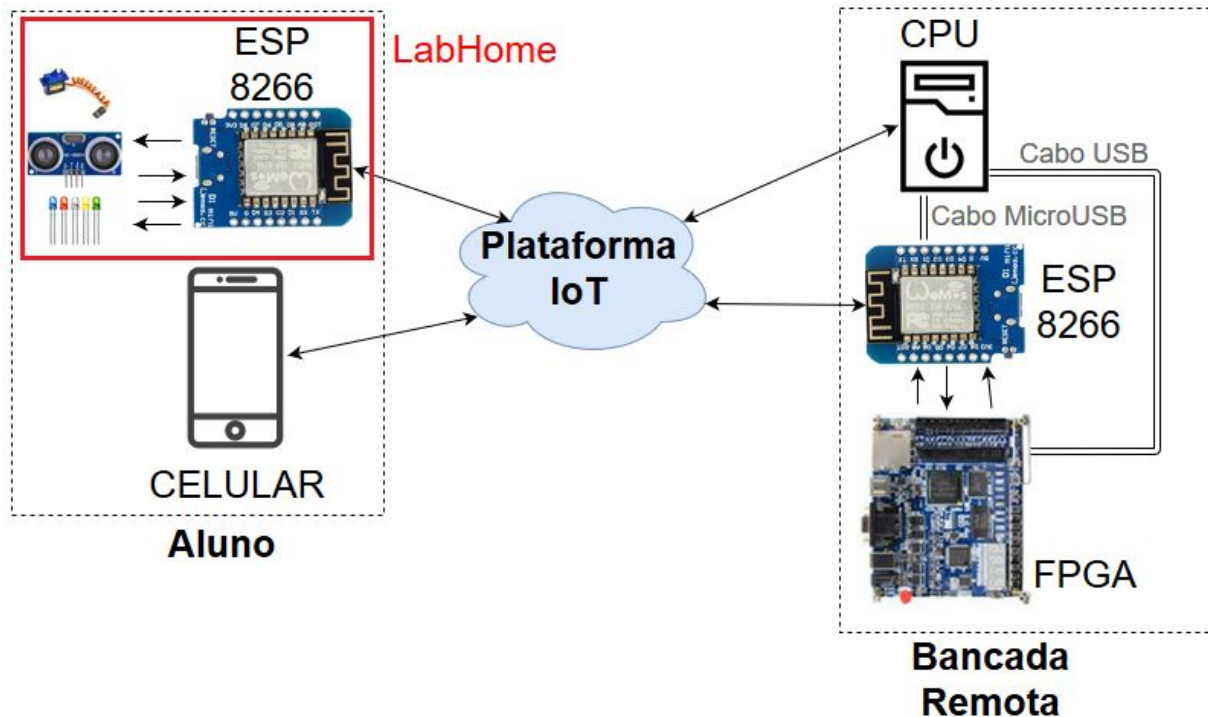 ESP
8266
LabHome
CELULAR
Aluno
Plataforma
IoT
CPU
Cabo USB
Cabo MicroUSB
ESP
8266
FPGA
Bancada
Remota